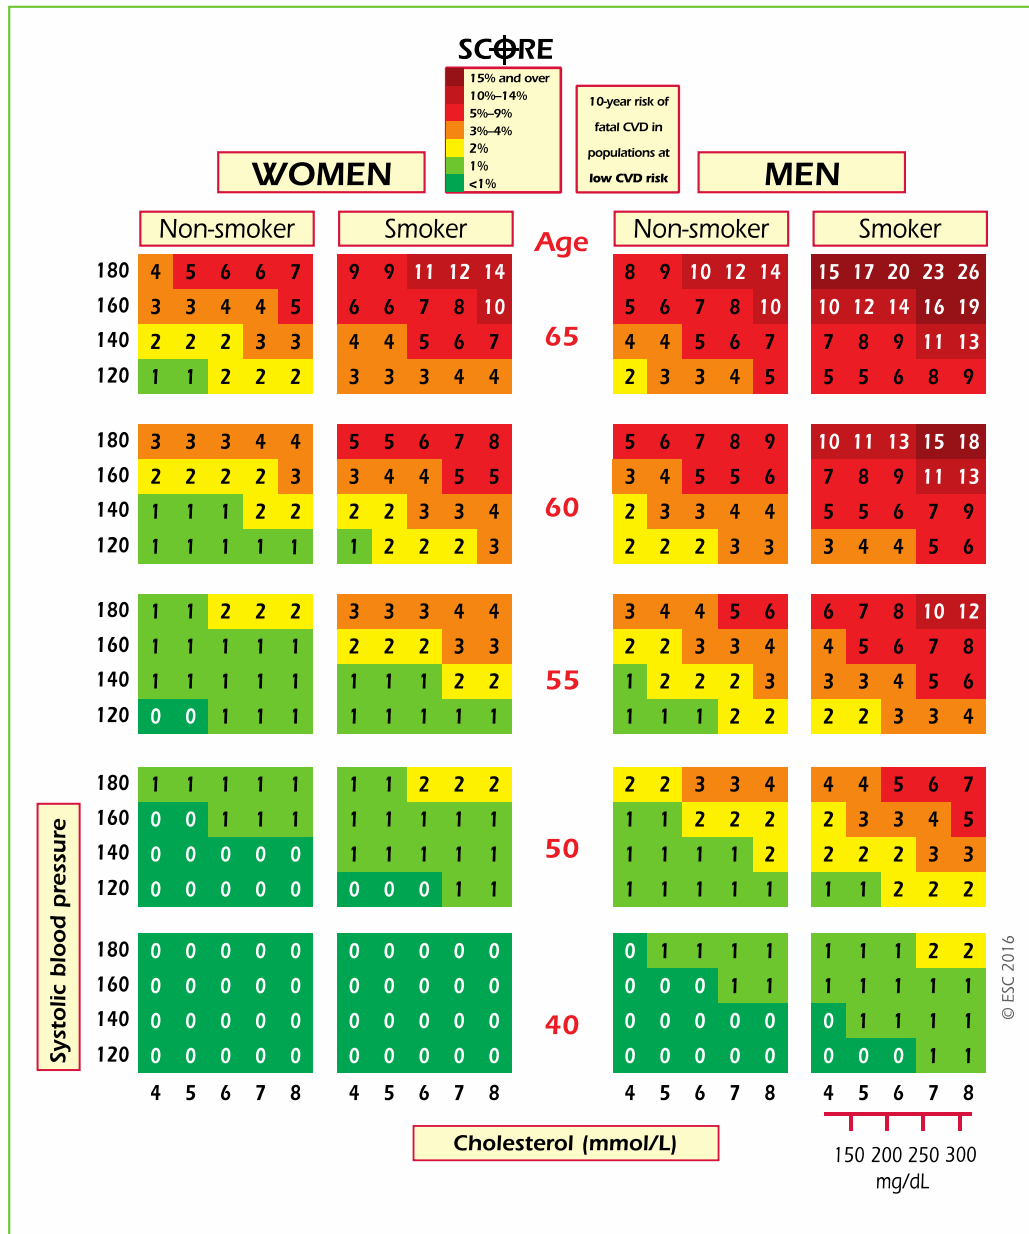 SCORE
15% and over
10%–14%
5%–9%
3%–4%
2%
1%
<1%
10-year risk of
fatal CVD in
populations at
low CVD risk
WOMEN
MEN
Non-smoker Smoker Age Non-smoker Smoker
180 4 5 6 6 7 9 9 11 12 14 8 9 10 12 14 15 17 20 23 26
160 3 3 4 4 5 6 6 7 8 10 5 6 7 8 10 10 12 14 16 19
65
140 2 2 2 3 3 4 4 5 6 7 4 4 5 6 7 7 8 9 11 13
120 1 1 2 2 2 3 3 3 4 4 2 3 3 4 5 5 5 6 8 9
180 3 3 3 4 4 5 5 6 7 8 5 6 7 8 9 10 11 13 15 18
160 2 2 2 2 3 3 4 4 5 5 3 4 5 5 6 7 8 9 11 13
60
140 1 1 1 2 2 2 2 3 3 4 2 3 3 4 4 5 5 6 7 9
120 1 1 1 1 1 1 2 2 2 3 2 2 2 3 3 3 4 4 5 6
180 1 1 2 2 2 3 3 3 4 4 3 4 4 5 6 6 7 8 10 12
160 1 1 1 1 1 2 2 2 3 3 2 2 3 3 4 4 5 6 7 8
55
140 1 1 1 1 1 1 1 1 2 2 1 2 2 2 3 3 3 4 5 6
120 0 0 1 1 1 1 1 1 1 1 1 1 1 2 2 2 2 3 3 4
180 1 1 1 1 1 1 1 2 2 2 2 2 3 3 4 4 4 5 6 7
160 0 0 1 1 1 1 1 1 1 1 1 1 2 2 2 2 3 3 4 5
50
140 0 0 0 0 0 1 1 1 1 1 1 1 1 1 2 2 2 2 3 3
120 0 0 0 0 0 0 0 0 1 1 1 1 1 1 1 1 1 2 2 2
180 0 0 0 0 0 0 0 0 0 0 0 1 1 1 1 1 1 1 2 2
160 0 0 0 0 0 0 0 0 0 0 0 0 0 1 1 1 1 1 1 1
40
140 0 0 0 0 0 0 0 0 0 0 0 0 0 0 0 0 1 1 1 1
120 0 0 0 0 0 0 0 0 0 0 0 0 0 0 0 0 0 0 1 1
4 5 6 7 8 4 5 6 7 8 4 5 6 7 8 4 5 6 7 8
Systolic blood pressure
Cholesterol (mmol/L)
150 200 250 300
mg/dL
© ESC 2016